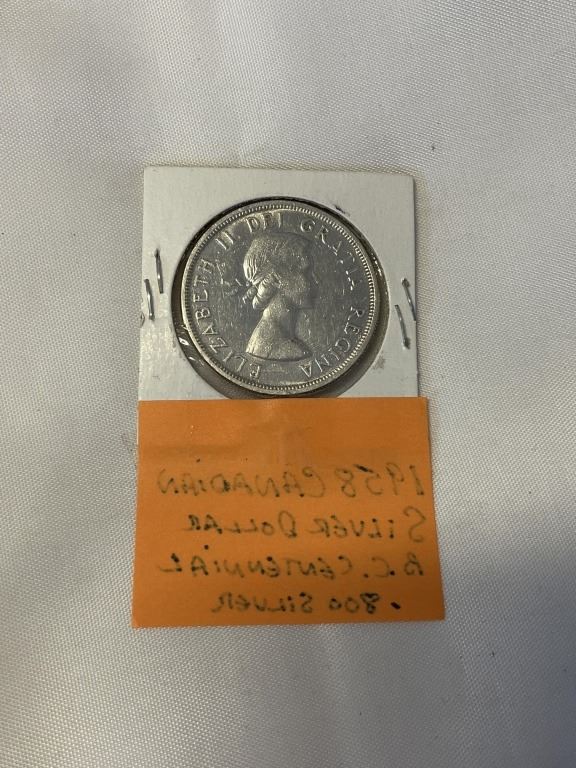 ELIZABETH II DEI GRATIA REGINA
1958 CANADIAN
SILVER DOLLAR
B.C. CENTENNIAL
.800 SILVER